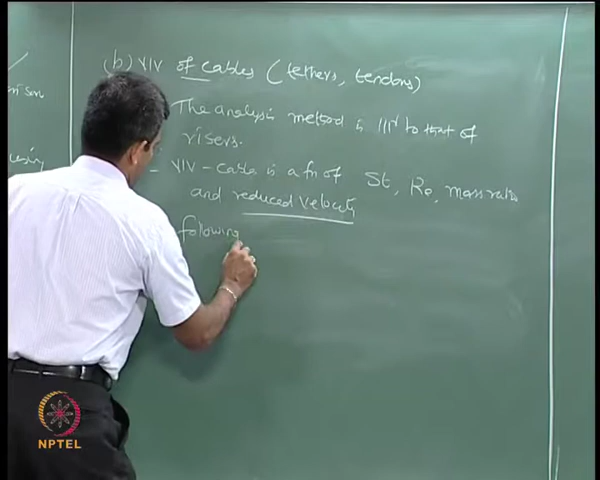 (b) VIV of cables (tethers, tendons)
The analysis method is |||r to that of
risers.
- VIV - cable is a fn of St, Re, mass ratio
and reduced velocity
following
NPTEL